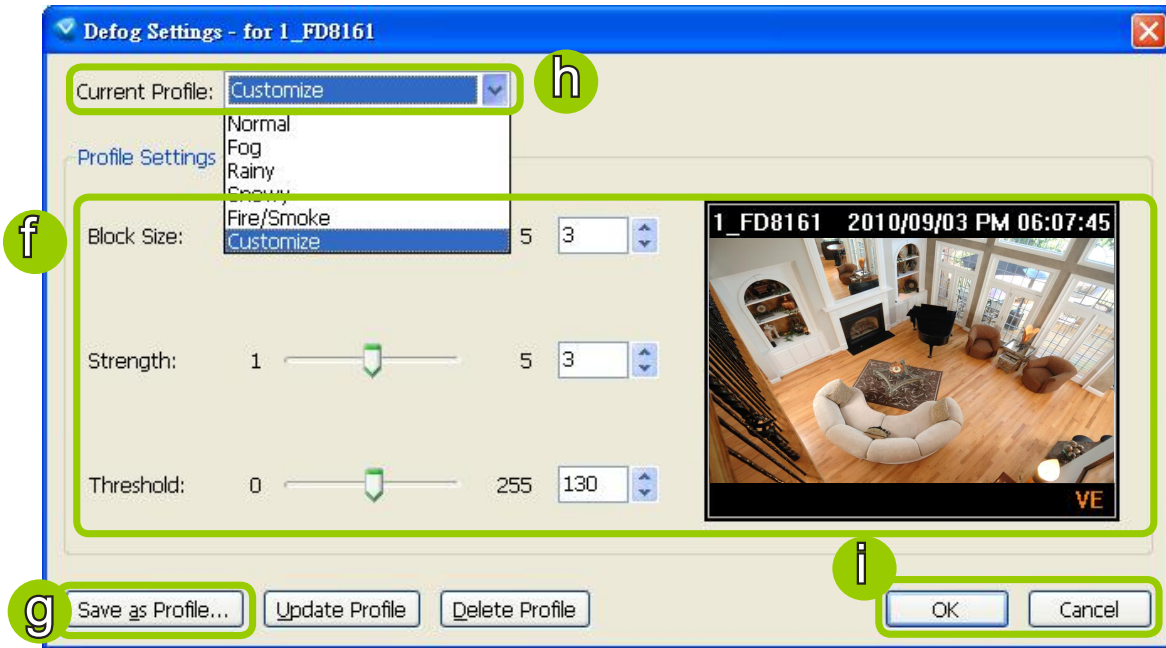 Defog Settings - for 1_FD8161
Current Profile: Customize
h
Normal
Fog
Rainy
Snowy
Fire/Smoke
Customize
Profile Settings
f
Block Size: 5 3
Strength: 1 5 3
Threshold: 0 255 130
1_FD8161 2010/09/03 PM 06:07:45
VE
i
g
Save as Profile... Update Profile Delete Profile OK Cancel